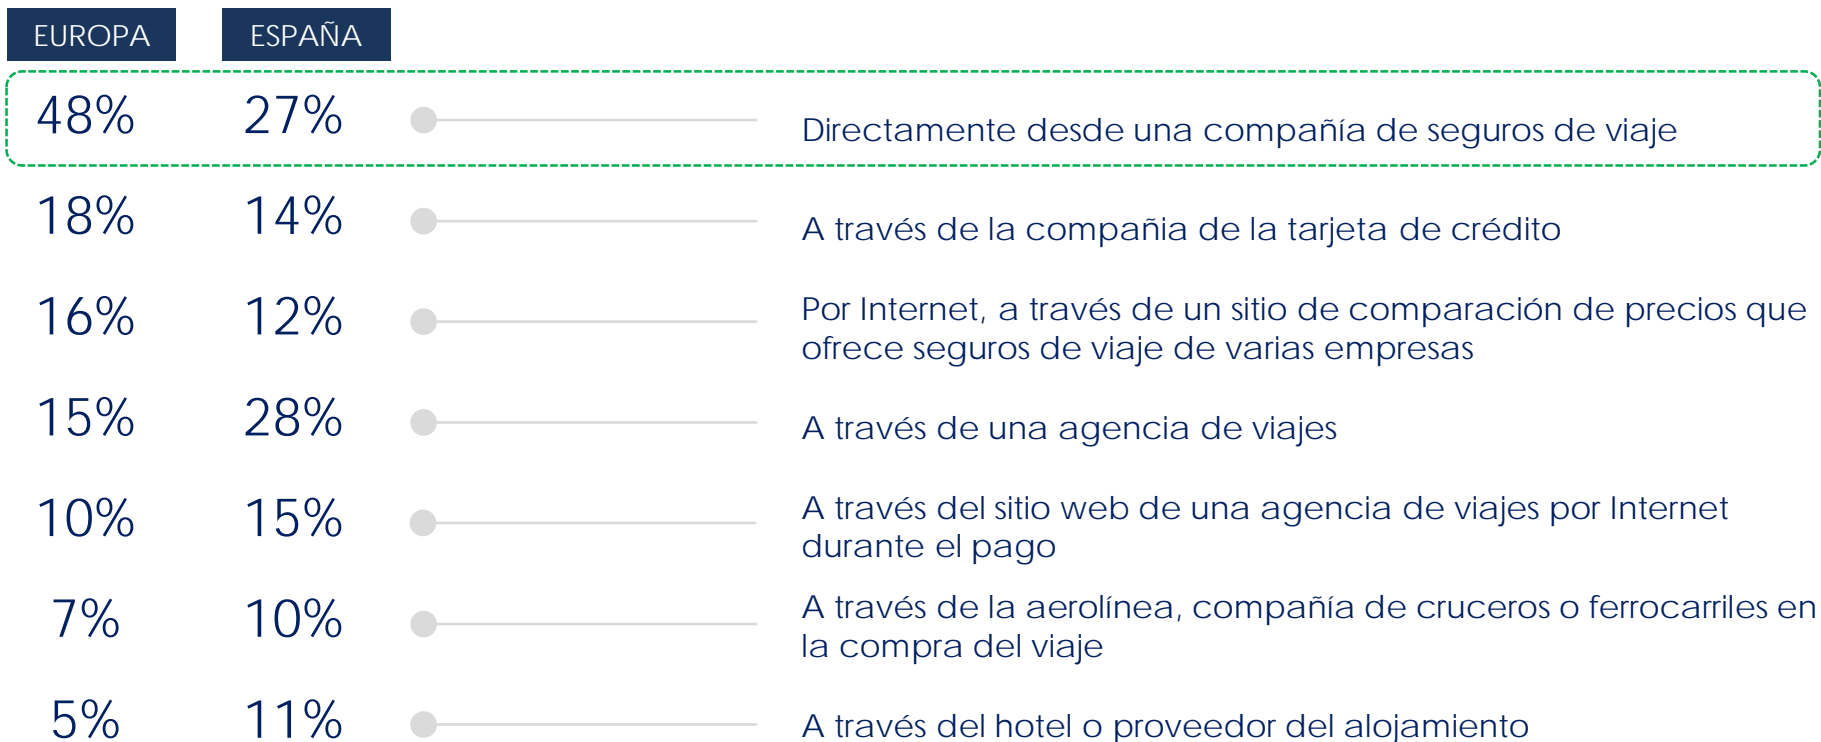 EUROPA ESPAÑA
48% 27% Directamente desde una compañía de seguros de viaje
18% 14% A través de la compañia de la tarjeta de crédito
16% 12% Por Internet, a través de un sitio de comparación de precios que
ofrece seguros de viaje de varias empresas
15% 28% A través de una agencia de viajes
10% 15% A través del sitio web de una agencia de viajes por Internet
durante el pago
7% 10% A través de la aerolínea, compañía de cruceros o ferrocarriles en
la compra del viaje
5% 11% A través del hotel o proveedor del alojamiento